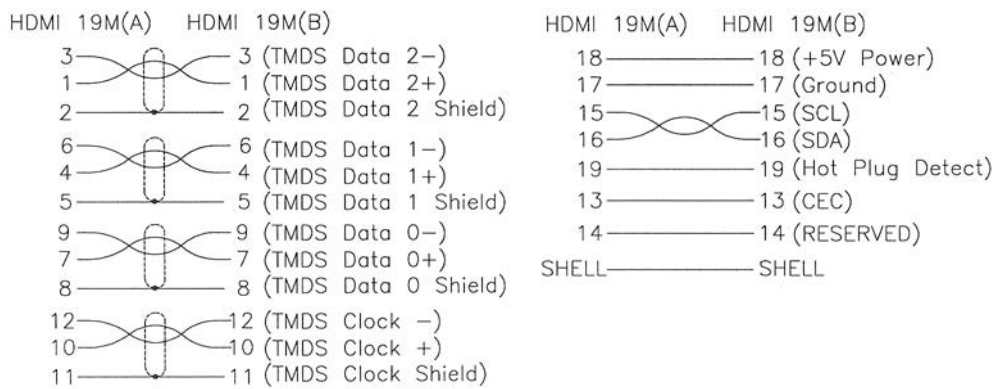 HDMI 19M(A) HDMI 19M(B)
3 3 (TMDS Data 2-)
1 1 (TMDS Data 2+)
2 2 (TMDS Data 2 Shield)
6 6 (TMDS Data 1-)
4 4 (TMDS Data 1+)
5 5 (TMDS Data 1 Shield)
9 9 (TMDS Data 0-)
7 7 (TMDS Data 0+)
8 8 (TMDS Data 0 Shield)
12 12 (TMDS Clock -)
10 10 (TMDS Clock +)
11 11 (TMDS Clock Shield)
HDMI 19M(A) HDMI 19M(B)
18 18 (+5V Power)
17 17 (Ground)
15 15 (SCL)
16 16 (SDA)
19 19 (Hot Plug Detect)
13 13 (CEC)
14 14 (RESERVED)
SHELL SHELL